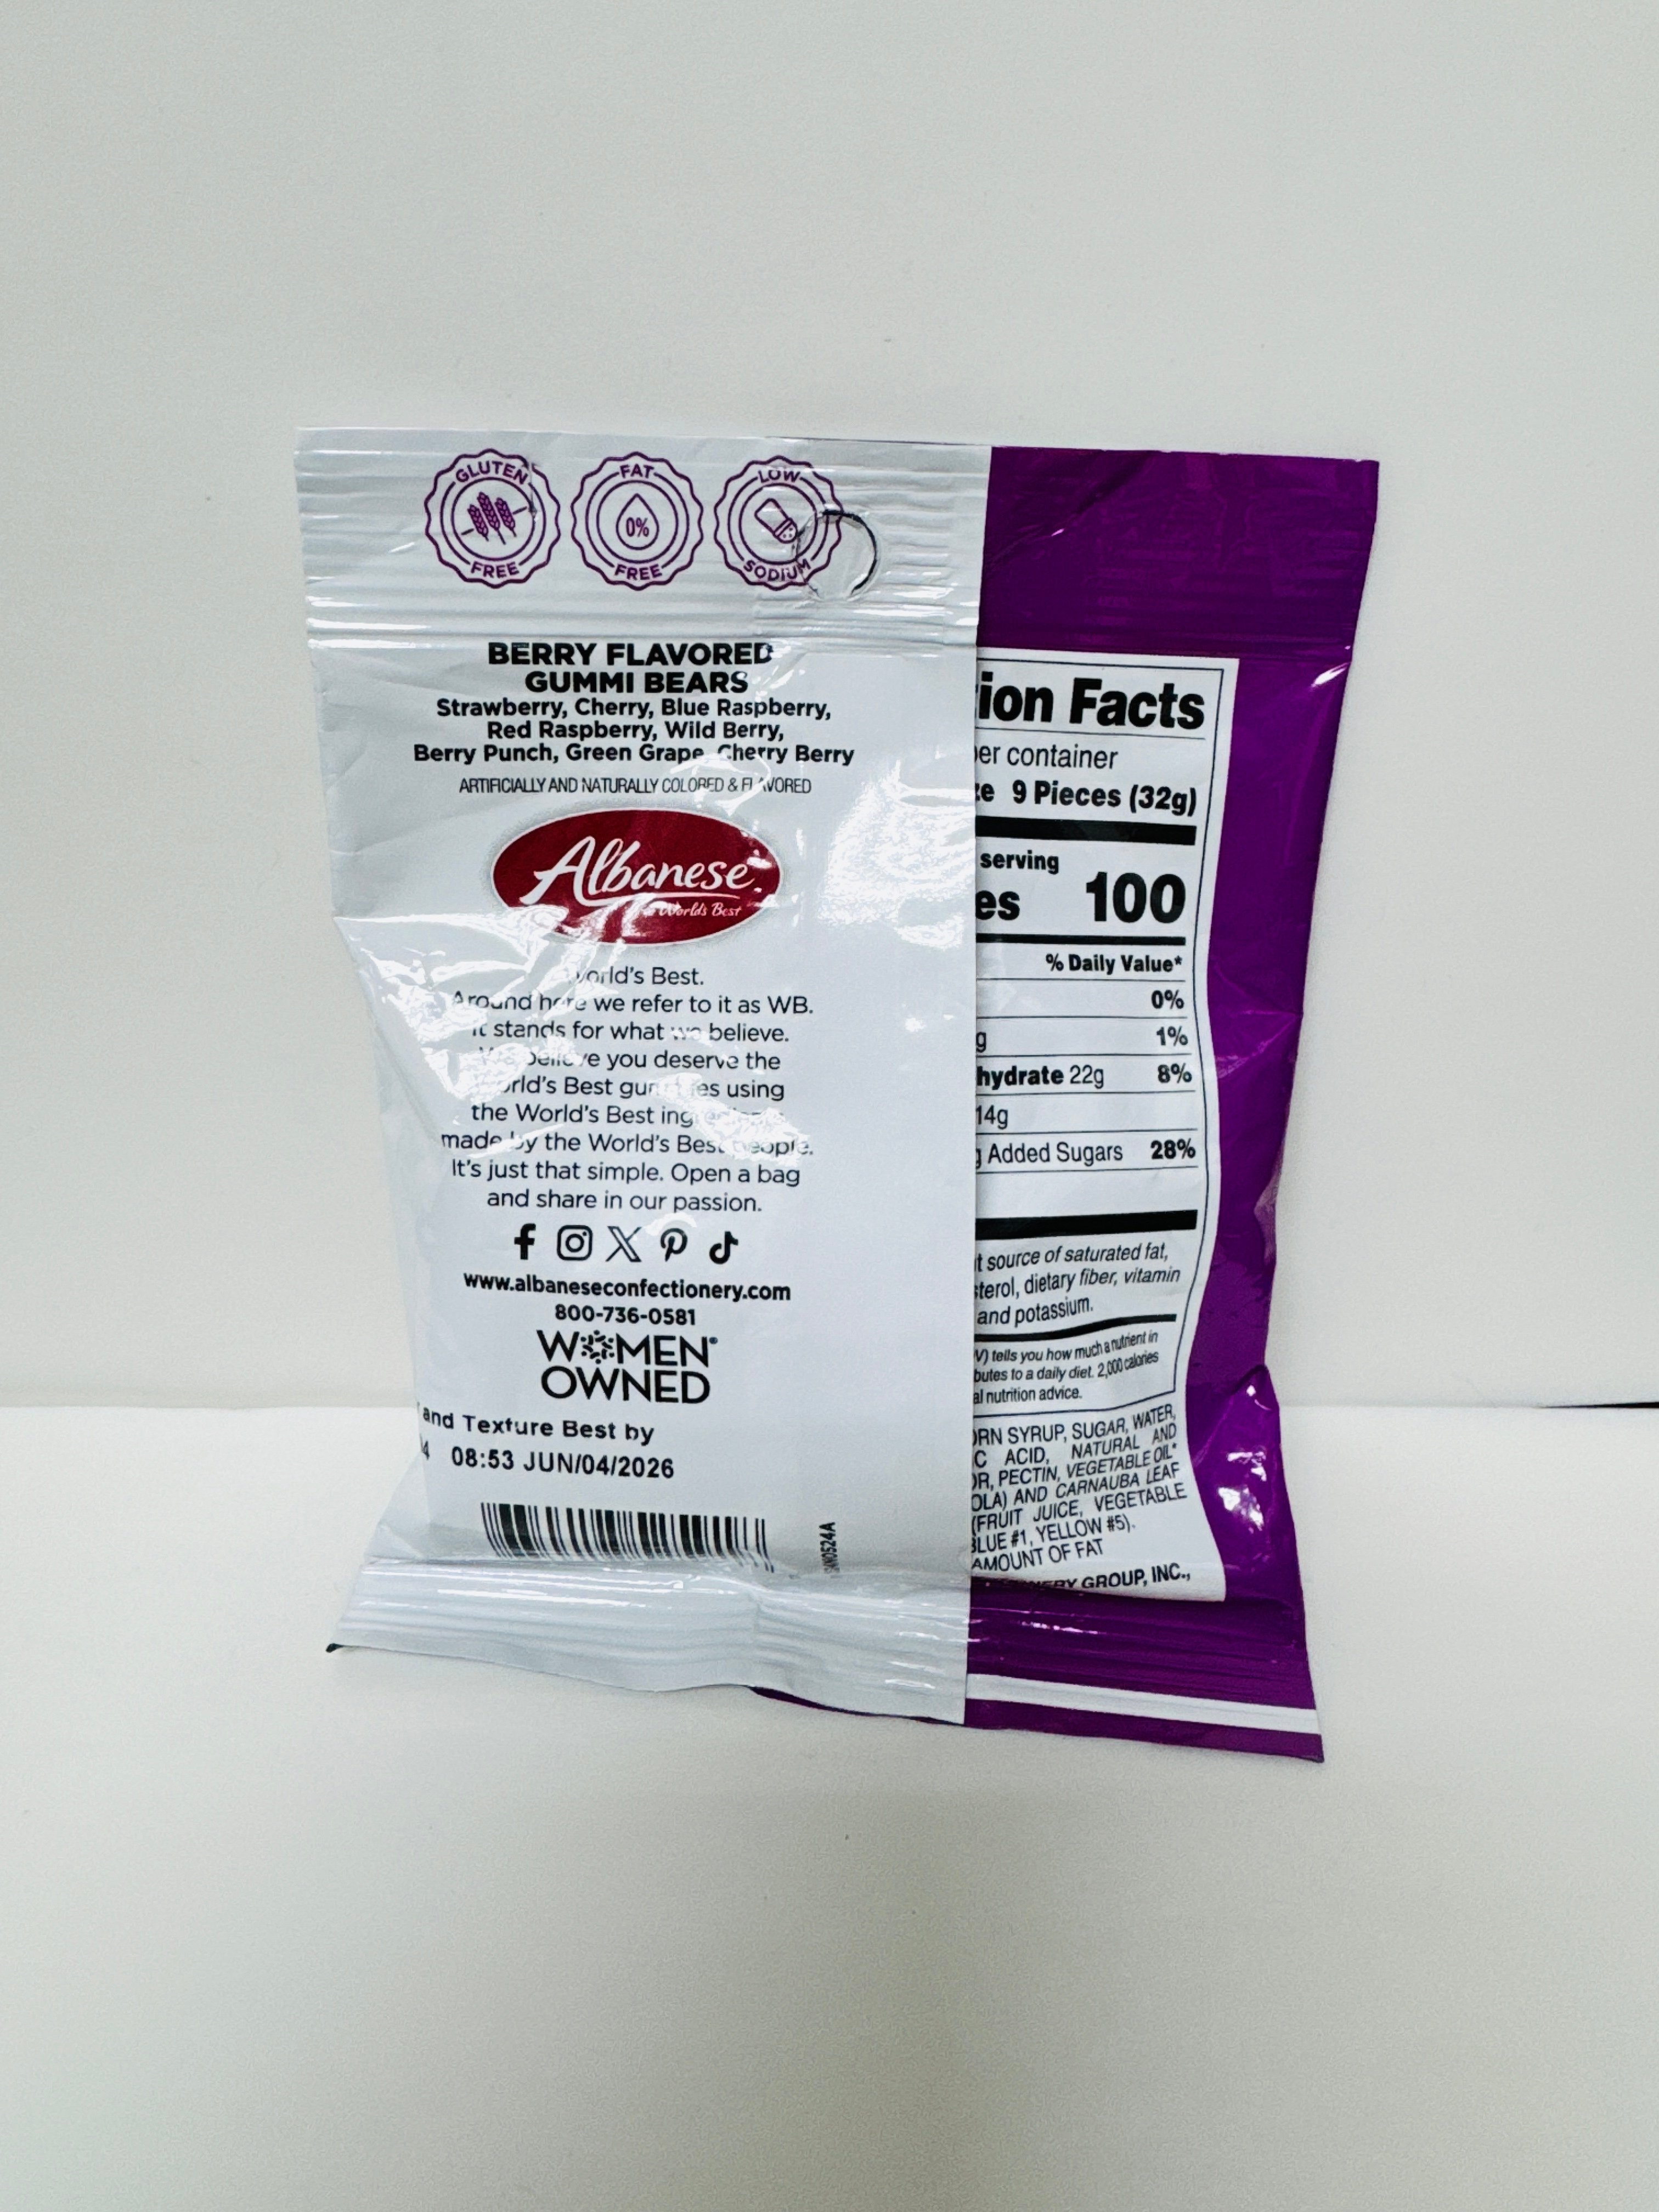 GLUTEN
FREE
FAT
0%
FREE
LOW
SODIUM
BERRY FLAVORED
GUMMI BEARS
Strawberry, Cherry, Blue Raspberry,
Red Raspberry, Wild Berry,
Berry Punch, Green Grape, Cherry Berry
ARTIFICIALLY AND NATURALLY COLORED & FLAVORED
Albanese
World's Best
World's Best.
Around here we refer to it as WB.
It stands for what we believe.
We believe you deserve the
World's Best gummies using
the World's Best ingredients
made by the World's Best people.
It's just that simple. Open a bag
and share in our passion.
www.albaneseconfectionery.com
800-736-0581
WOMEN
OWNED
and Texture Best by
08:53 JUN/04/2026
ion Facts
per container
9 Pieces (32g)
serving
es 100
% Daily Value*
0%
g 1%
hydrate 22g 8%
14g
Added Sugars 28%
t source of saturated fat,
sterol, dietary fiber, vitamin
and potassium.
V) tells you how much a nutrient in
butes to a daily diet. 2,000 calories
al nutrition advice.
ORN SYRUP, SUGAR, WATER,
C ACID, NATURAL AND
OR, PECTIN, VEGETABLE OIL*
OLA) AND CARNAUBA LEAF
(FRUIT JUICE, VEGETABLE
BLUE #1, YELLOW #5).
AMOUNT OF FAT
NERY GROUP, INC.,